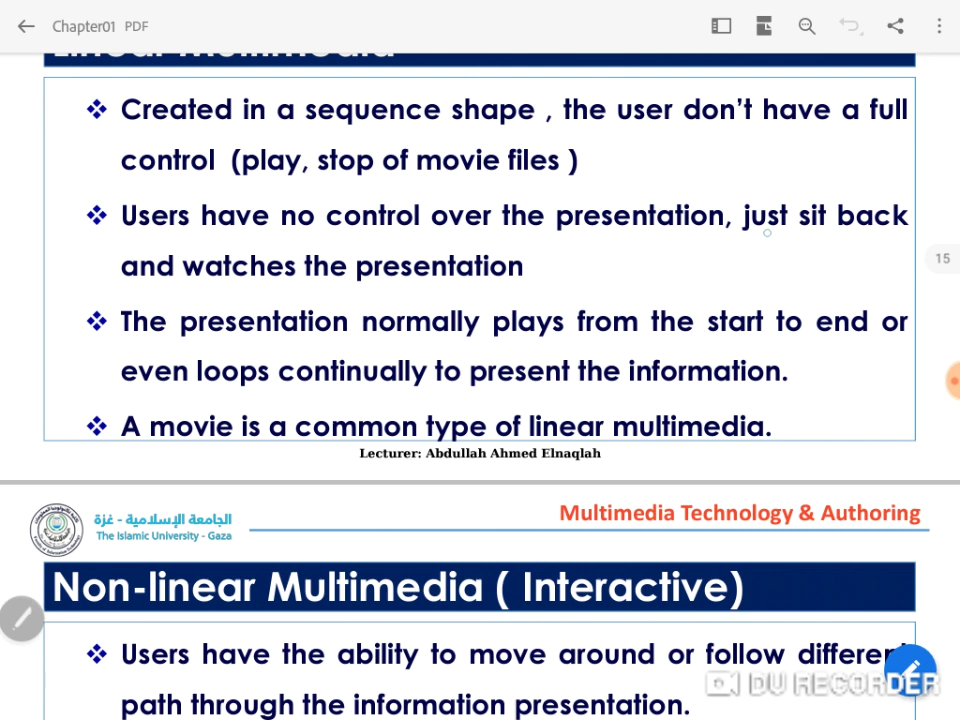 Chapter01 PDF
Linear Multimedia
❖ Created in a sequence shape , the user don’t have a full
control (play, stop of movie files )
❖ Users have no control over the presentation, just sit back
and watches the presentation
15
❖ The presentation normally plays from the start to end or
even loops continually to present the information.
❖ A movie is a common type of linear multimedia.
Lecturer: Abdullah Ahmed Elnaqlah
الجامعة الإسلامية - غزة
The Islamic University - Gaza
Multimedia Technology & Authoring
Non-linear Multimedia ( Interactive)
❖ Users have the ability to move around or follow different
path through the information presentation.
DU RECORDER